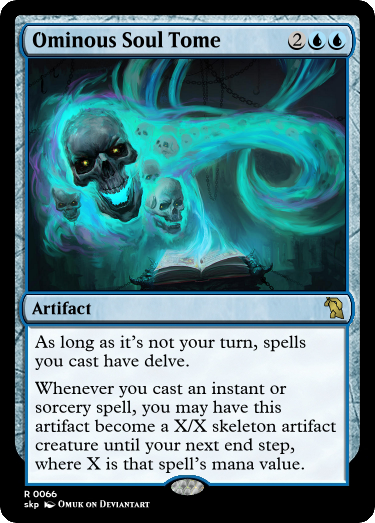 Ominous Soul Tome 2
Artifact
As long as it's not your turn, spells
you cast have delve.
Whenever you cast an instant or
sorcery spell, you may have this
artifact become a X/X skeleton artifact
creature until your next end step,
where X is that spell's mana value.
R 0066
skp Omuk on Deviantart